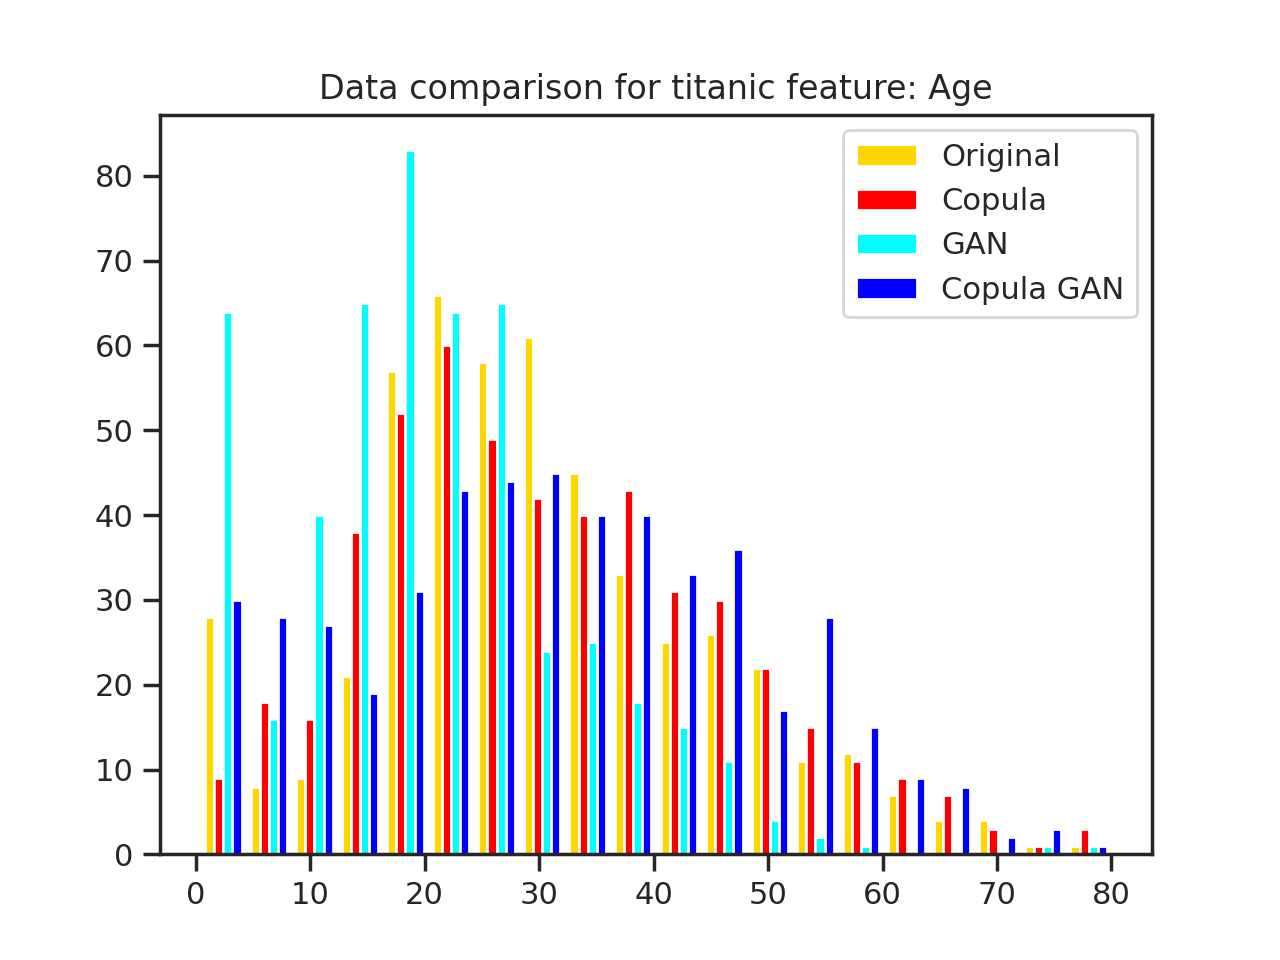 Data comparison for titanic feature: Age
Original
Copula
GAN
Copula GAN
80
70
60
50
40
30
20
10
0
0 10 20 30 40 50 60 70 80